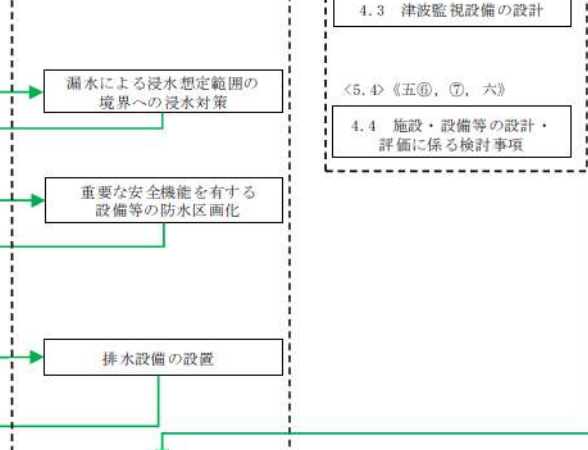 漏水による浸水想定範囲の
境界への浸水対策
重要な安全機能を有する
設備等の防水区画化
排水設備の設置
4.3 津波監視設備の設計
<5.4>《五⑥，⑦，六》
4.4 施設・設備等の設計・
評価に係る検討事項